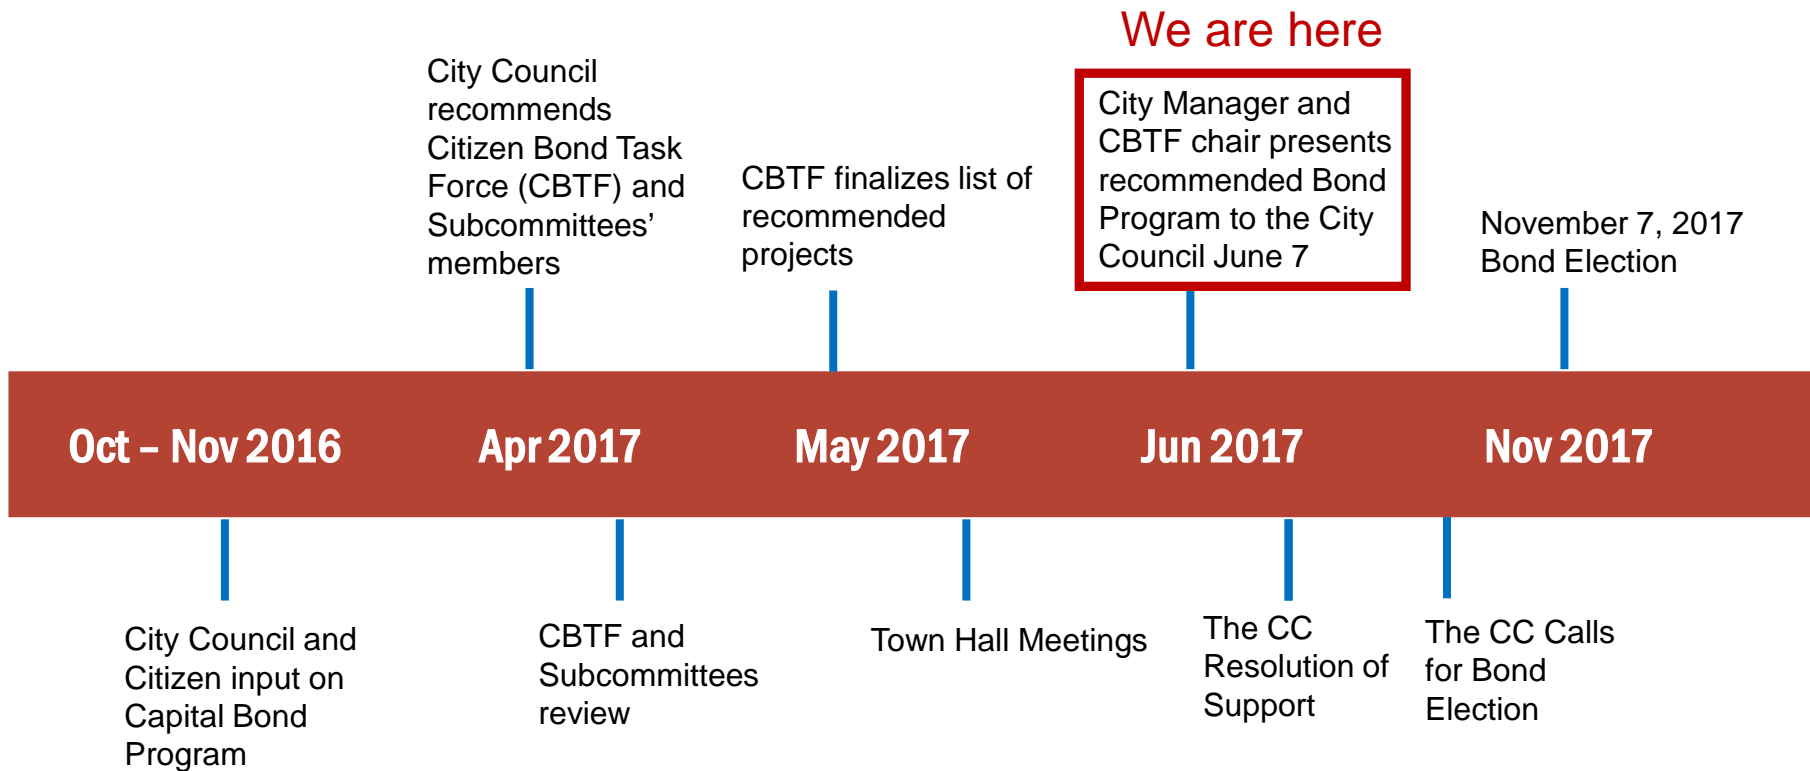 We are here
City Council
recommends
Citizen Bond Task
Force (CBTF) and
Subcommittees’
members
CBTF finalizes list of
recommended
projects
City Manager and
CBTF chair presents
recommended Bond
Program to the City
Council June 7
November 7, 2017
Bond Election
Oct – Nov 2016
Apr 2017
May 2017
Jun 2017
Nov 2017
City Council and
Citizen input on
Capital Bond
Program
CBTF and
Subcommittees
review
Town Hall Meetings
The CC
Resolution of
Support
The CC Calls
for Bond
Election